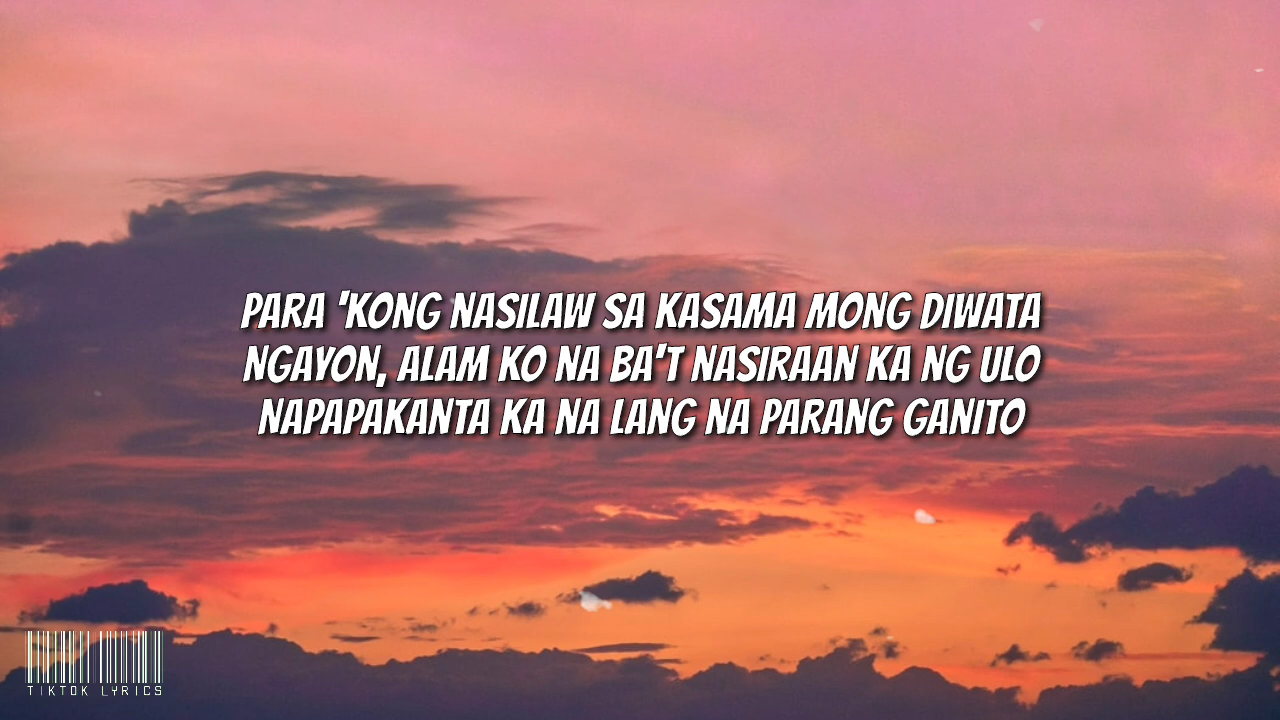 PARA 'KONG NASILAW SA KASAMA MONG DIWATA
NGAYON, ALAM KO NA BA'T NASIRAAN KA NG ULO
NAPAPAKANTA KA NA LANG NA PARANG GANITO
TIKTOK LYRICS